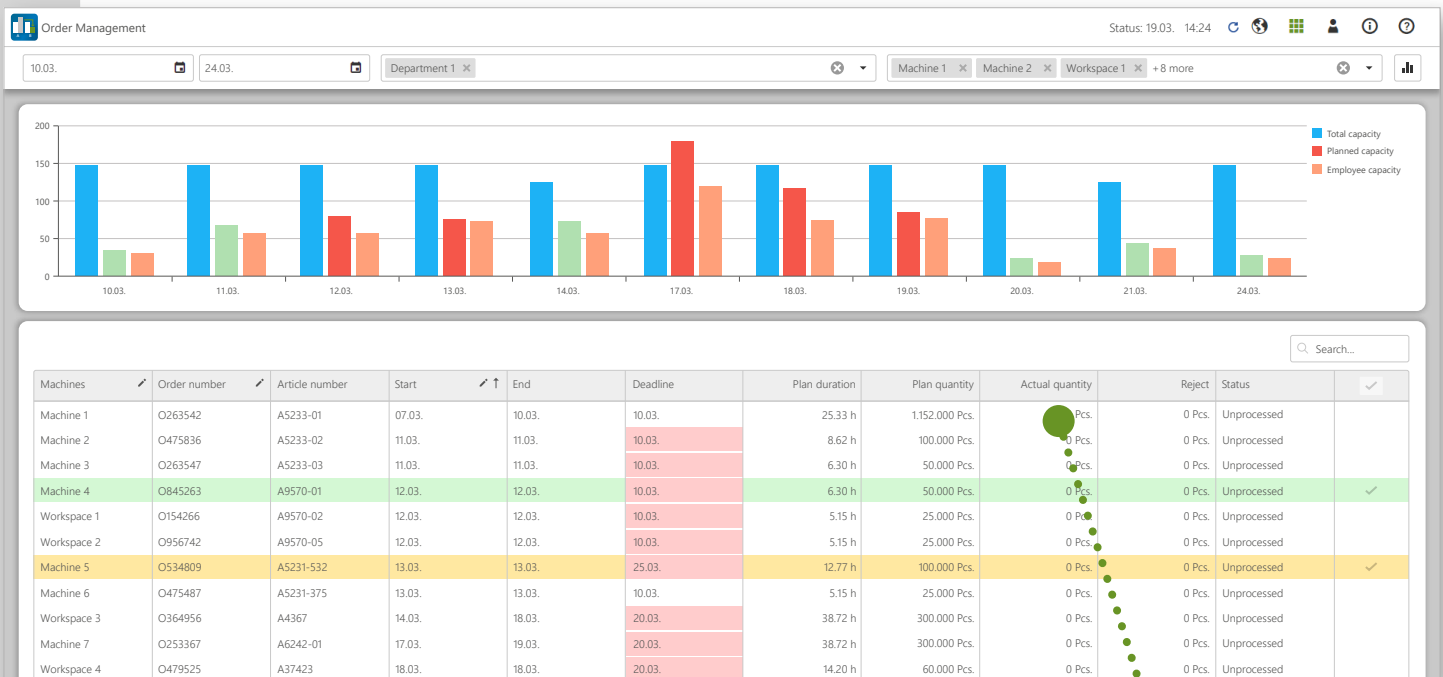 Order Management Status: 19.03. 14:24
10.03. 24.03. Department 1 Machine 1 Machine 2 Workspace 1 +8 more
200
150
100
50
0
10.03. 11.03. 12.03. 13.03. 14.03. 17.03. 18.03. 19.03. 20.03. 21.03. 24.03.
Total capacity
Planned capacity
Employee capacity
Search...
Machines Order number Article number Start End Deadline Plan duration Plan quantity Actual quantity Reject Status
Machine 1 O263542 A5233-01 07.03. 10.03. 10.03. 25.33 h 1.152.000 Pcs. Pcs. 0 Pcs. Unprocessed
Machine 2 O475836 A5233-02 11.03. 11.03. 10.03. 8.62 h 100.000 Pcs. 0 Pcs. 0 Pcs. Unprocessed
Machine 3 O263547 A5233-03 11.03. 11.03. 10.03. 6.30 h 50.000 Pcs. 0 Pcs. 0 Pcs. Unprocessed
Machine 4 O845263 A9570-01 12.03. 12.03. 10.03. 6.30 h 50.000 Pcs. 0 Pcs. 0 Pcs. Unprocessed
Workspace 1 O154266 A9570-02 12.03. 12.03. 10.03. 5.15 h 25.000 Pcs. 0 Pcs. 0 Pcs. Unprocessed
Workspace 2 O956742 A9570-05 12.03. 12.03. 10.03. 5.15 h 25.000 Pcs. 0 Pcs. 0 Pcs. Unprocessed
Machine 5 O534809 A5231-532 13.03. 13.03. 25.03. 12.77 h 100.000 Pcs. 0 Pcs. 0 Pcs. Unprocessed
Machine 6 O475487 A5231-375 13.03. 13.03. 10.03. 5.15 h 25.000 Pcs. 0 Pcs. 0 Pcs. Unprocessed
Workspace 3 O364956 A4367 14.03. 18.03. 20.03. 38.72 h 300.000 Pcs. 0 Pcs. 0 Pcs. Unprocessed
Machine 7 O253367 A6242-01 17.03. 19.03. 20.03. 38.72 h 300.000 Pcs. 0 Pcs. 0 Pcs. Unprocessed
Workspace 4 O479525 A37423 18.03. 18.03. 20.03. 14.20 h 60.000 Pcs. 0 Pcs. 0 Pcs. Unprocessed